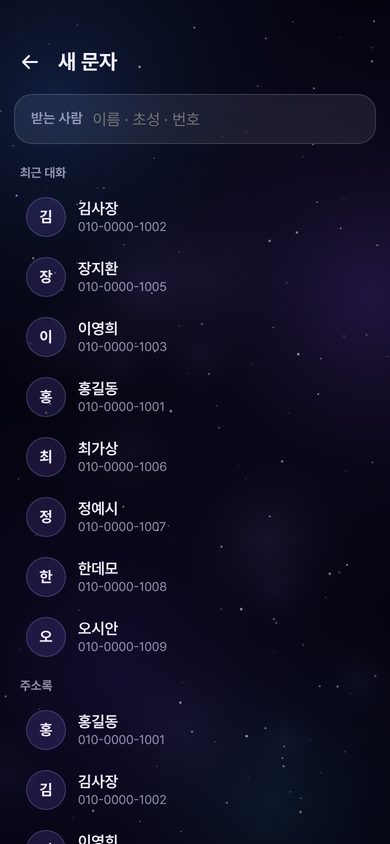 새 문자
받는 사람 이름 · 초성 · 번호
최근 대화
김 김사장
010-0000-1002
장 장지환
010-0000-1005
이 이영희
010-0000-1003
홍 홍길동
010-0000-1001
최 최가상
010-0000-1006
정 정예시
010-0000-1007
한 한데모
010-0000-1008
오 오시안
010-0000-1009
주소록
홍 홍길동
010-0000-1001
김 김사장
010-0000-1002
이영희